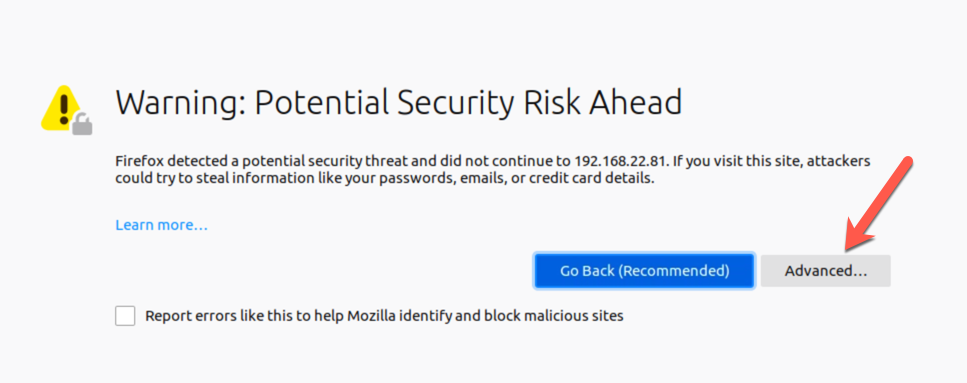 Warning: Potential Security Risk Ahead
Firefox detected a potential security threat and did not continue to 192.168.22.81. If you visit this site, attackers
could try to steal information like your passwords, emails, or credit card details.
Learn more…
Go Back (Recommended)
Advanced…
Report errors like this to help Mozilla identify and block malicious sites